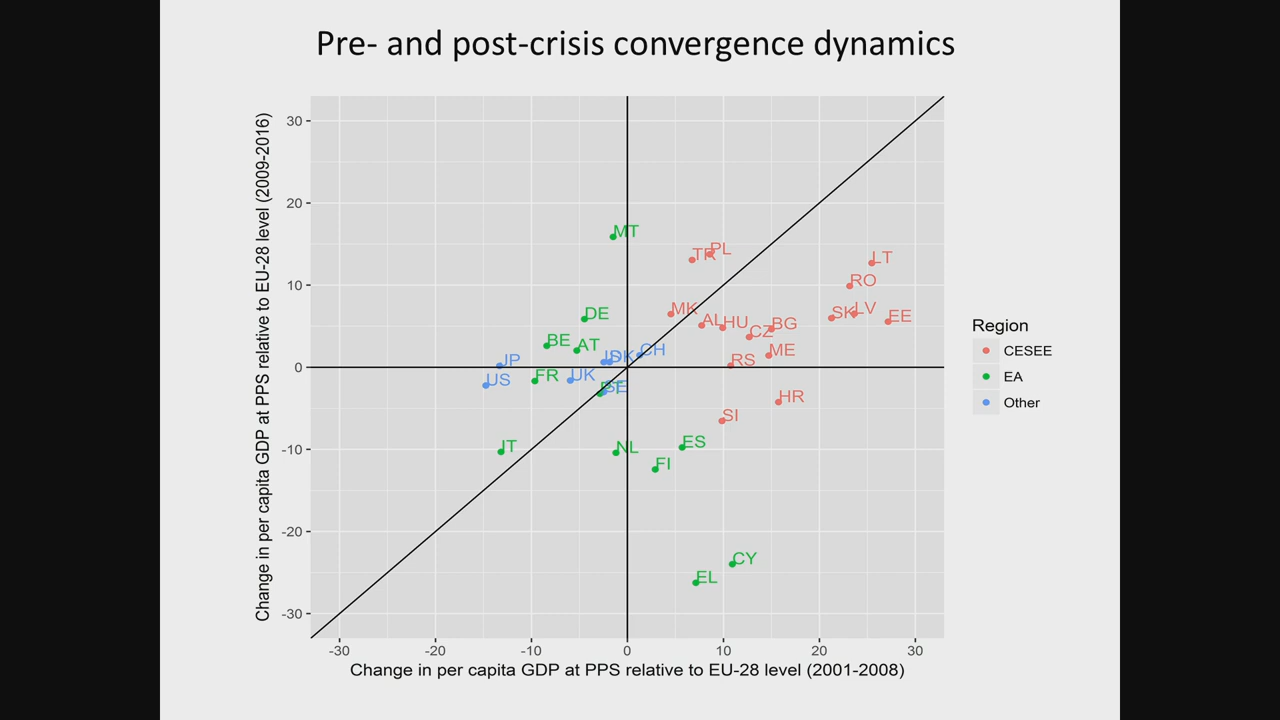 Pre- and post-crisis convergence dynamics
Change in per capita GDP at PPS relative to EU-28 level (2009-2016)
30
20
10
0
-10
-20
-30
MT
TR
PL
LT
RO
DE
MK
AL
HU
CZ
BG
SK
LV
EE
BE
AT
DK
CH
ME
JP
RS
US
FR
UK
SE
HR
SI
IT
NL
ES
FI
CY
EL
-30
-20
-10
0
10
20
30
Change in per capita GDP at PPS relative to EU-28 level (2001-2008)
Region
CESEE
EA
Other